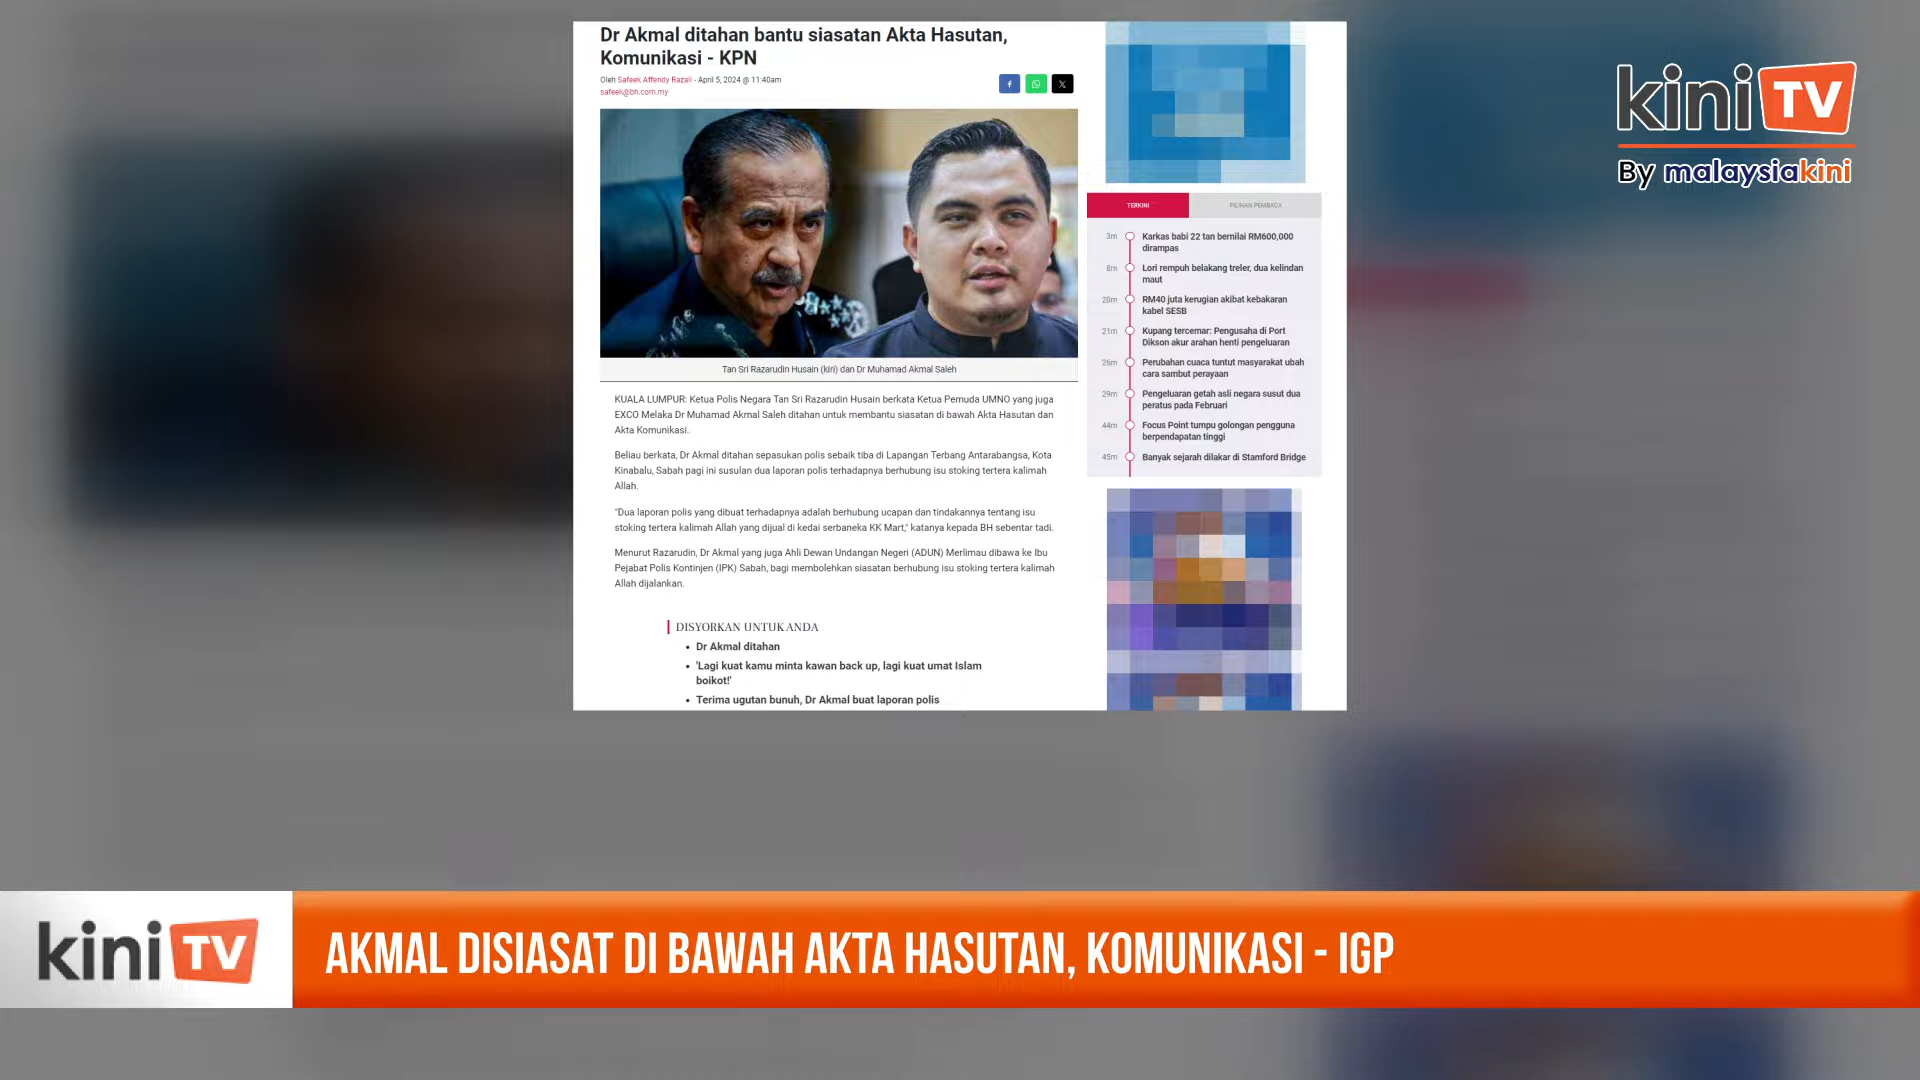 Dr Akmal ditahan bantu siasatan Akta Hasutan,
Komunikasi - KPN
Oleh Safeek Affendy Razali - April 5, 2024 @ 11:40am
safeek@bh.com.my
Tan Sri Razarudin Husain (kiri) dan Dr Muhamad Akmal Saleh
KUALA LUMPUR: Ketua Polis Negara Tan Sri Razarudin Husain berkata Ketua Pemuda UMNO yang juga
EXCO Melaka Dr Muhamad Akmal Saleh ditahan untuk membantu siasatan di bawah Akta Hasutan dan
Akta Komunikasi.
Beliau berkata, Dr Akmal ditahan sepasukan polis sebaik tiba di Lapangan Terbang Antarabangsa, Kota
Kinabalu, Sabah pagi ini susulan dua laporan polis terhadapnya berhubung isu stoking tertera kalimah
Allah.
"Dua laporan polis yang dibuat terhadapnya adalah berhubung ucapan dan tindakannya tentang isu
stoking tertera kalimah Allah yang dijual di kedai serbaneka KK Mart," katanya kepada BH sebentar tadi.
Menurut Razarudin, Dr Akmal yang juga Ahli Dewan Undangan Negeri (ADUN) Merlimau dibawa ke Ibu
Pejabat Polis Kontinjen (IPK) Sabah, bagi membolehkan siasatan berhubung isu stoking tertera kalimah
Allah dijalankan.
DISYORKAN UNTUK ANDA
• Dr Akmal ditahan
• 'Lagi kuat kamu minta kawan back up, lagi kuat umat Islam
boikot!'
• Terima ugutan bunuh, Dr Akmal buat laporan polis
TERKINI
PILIHAN PEMBACA
3m Karkas babi 22 tan bernilai RM600,000
dirampas
8m Lori rempuh belakang treler, dua kelindan
maut
20m RM40 juta kerugian akibat kebakaran
kabel SESB
21m Kupang tercemar: Pengusaha di Port
Dikson akur arahan henti pengeluaran
26m Perubahan cuaca tuntut masyarakat ubah
cara sambut perayaan
29m Pengeluaran getah asli negara susut dua
peratus pada Februari
44m Focus Point tumpu golongan pengguna
berpendapatan tinggi
45m Banyak sejarah dilakar di Stamford Bridge
kini TV
By malaysiakini
kini TV
AKMAL DISIASAT DI BAWAH AKTA HASUTAN, KOMUNIKASI - IGP